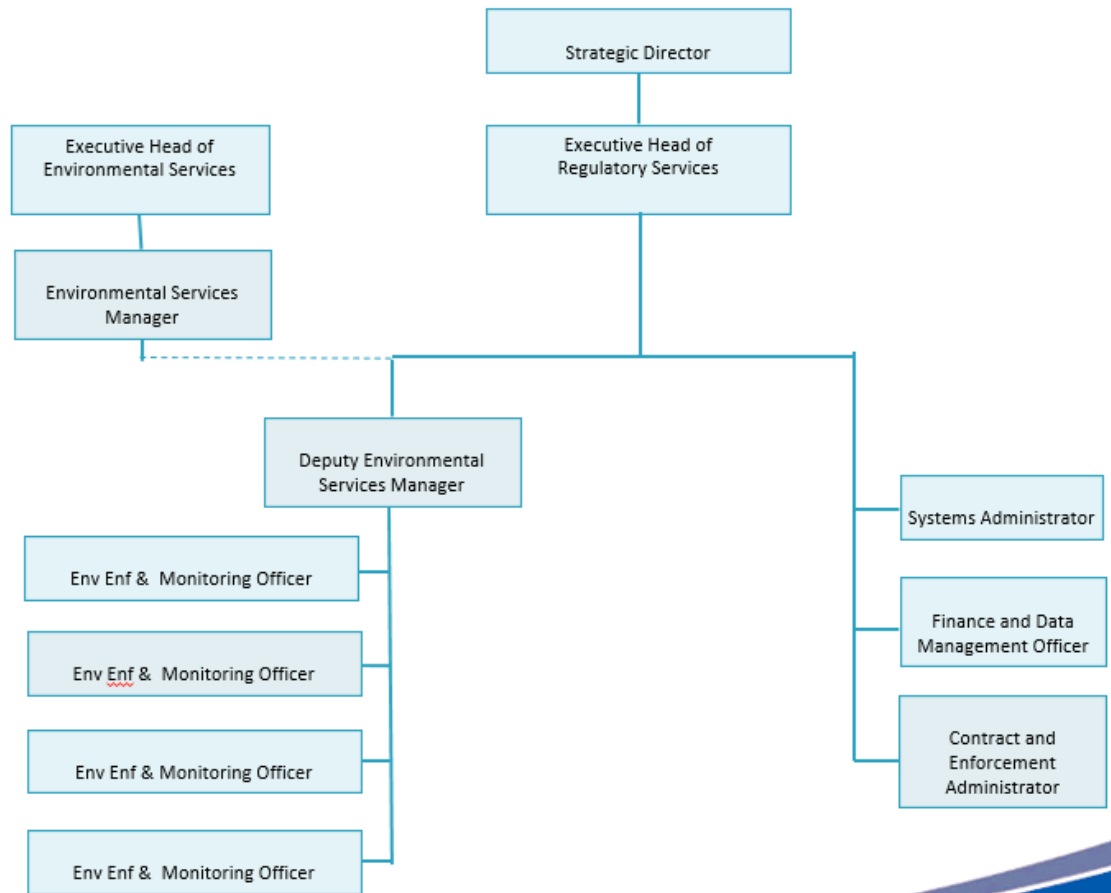 Strategic Director
Executive Head of
Environmental Services
Executive Head of
Regulatory Services
Environmental Services
Manager
Deputy Environmental
Services Manager
Systems Administrator
Env Enf &  Monitoring Officer
Finance and Data
Management Officer
Env Enf &  Monitoring Officer
Contract and
Enforcement
Administrator
Env Enf & Monitoring Officer
Env Enf &  Monitoring Officer